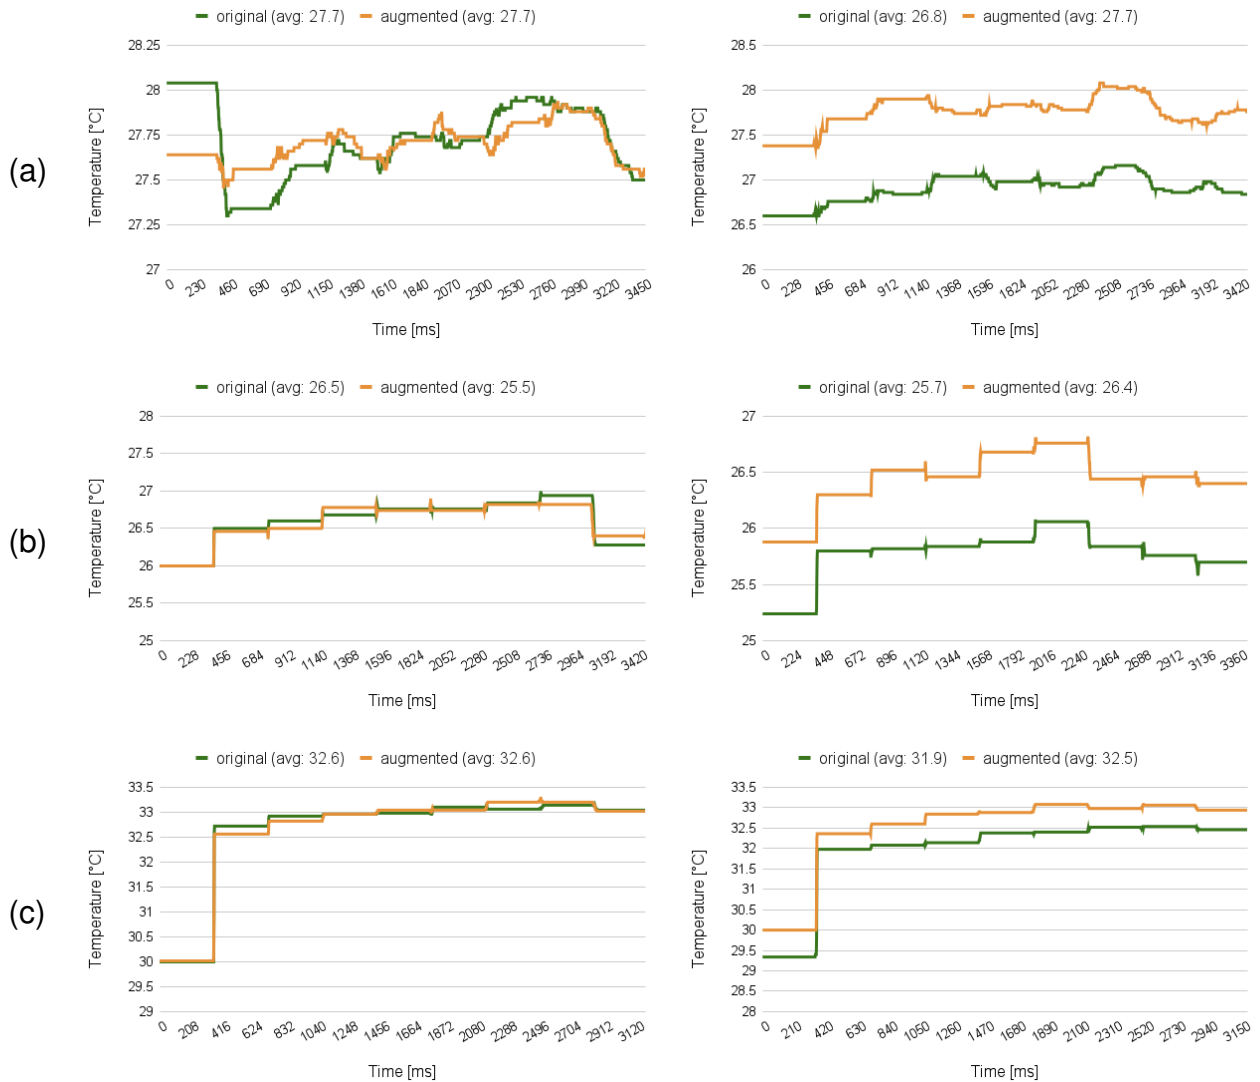 original (avg: 27.7) augmented (avg: 27.7)
28.25
28
27.75
27.5
27.25
27
Temperature [°C]
0 230 460 690 920 1150 1380 1610 1840 2070 2300 2530 2760 2990 3220 3450
Time [ms]
original (avg: 26.8) augmented (avg: 27.7)
28.5
28
27.5
27
26.5
26
Temperature [°C]
0 228 456 684 912 1140 1368 1596 1824 2052 2280 2508 2736 2964 3192 3420
Time [ms]
(a)
original (avg: 26.5) augmented (avg: 25.5)
28
27.5
27
26.5
26
25.5
25
Temperature [°C]
0 228 456 684 912 1140 1368 1596 1824 2052 2280 2508 2736 2964 3192 3420
Time [ms]
original (avg: 25.7) augmented (avg: 26.4)
27
26.5
26
25.5
25
Temperature [°C]
0 224 448 672 896 1120 1344 1568 1792 2016 2240 2464 2688 2912 3136 3360
Time [ms]
(b)
original (avg: 32.6) augmented (avg: 32.6)
33.5
33
32.5
32
31.5
31
30.5
30
29.5
29
Temperature [°C]
0 208 416 624 832 1040 1248 1456 1664 1872 2080 2288 2496 2704 2912 3120
Time [ms]
original (avg: 31.9) augmented (avg: 32.5)
33.5
33
32.5
32
31.5
31
30.5
30
29.5
29
28.5
28
Temperature [°C]
0 210 420 630 840 1050 1260 1470 1680 1890 2100 2310 2520 2730 2940 3150
Time [ms]
(c)